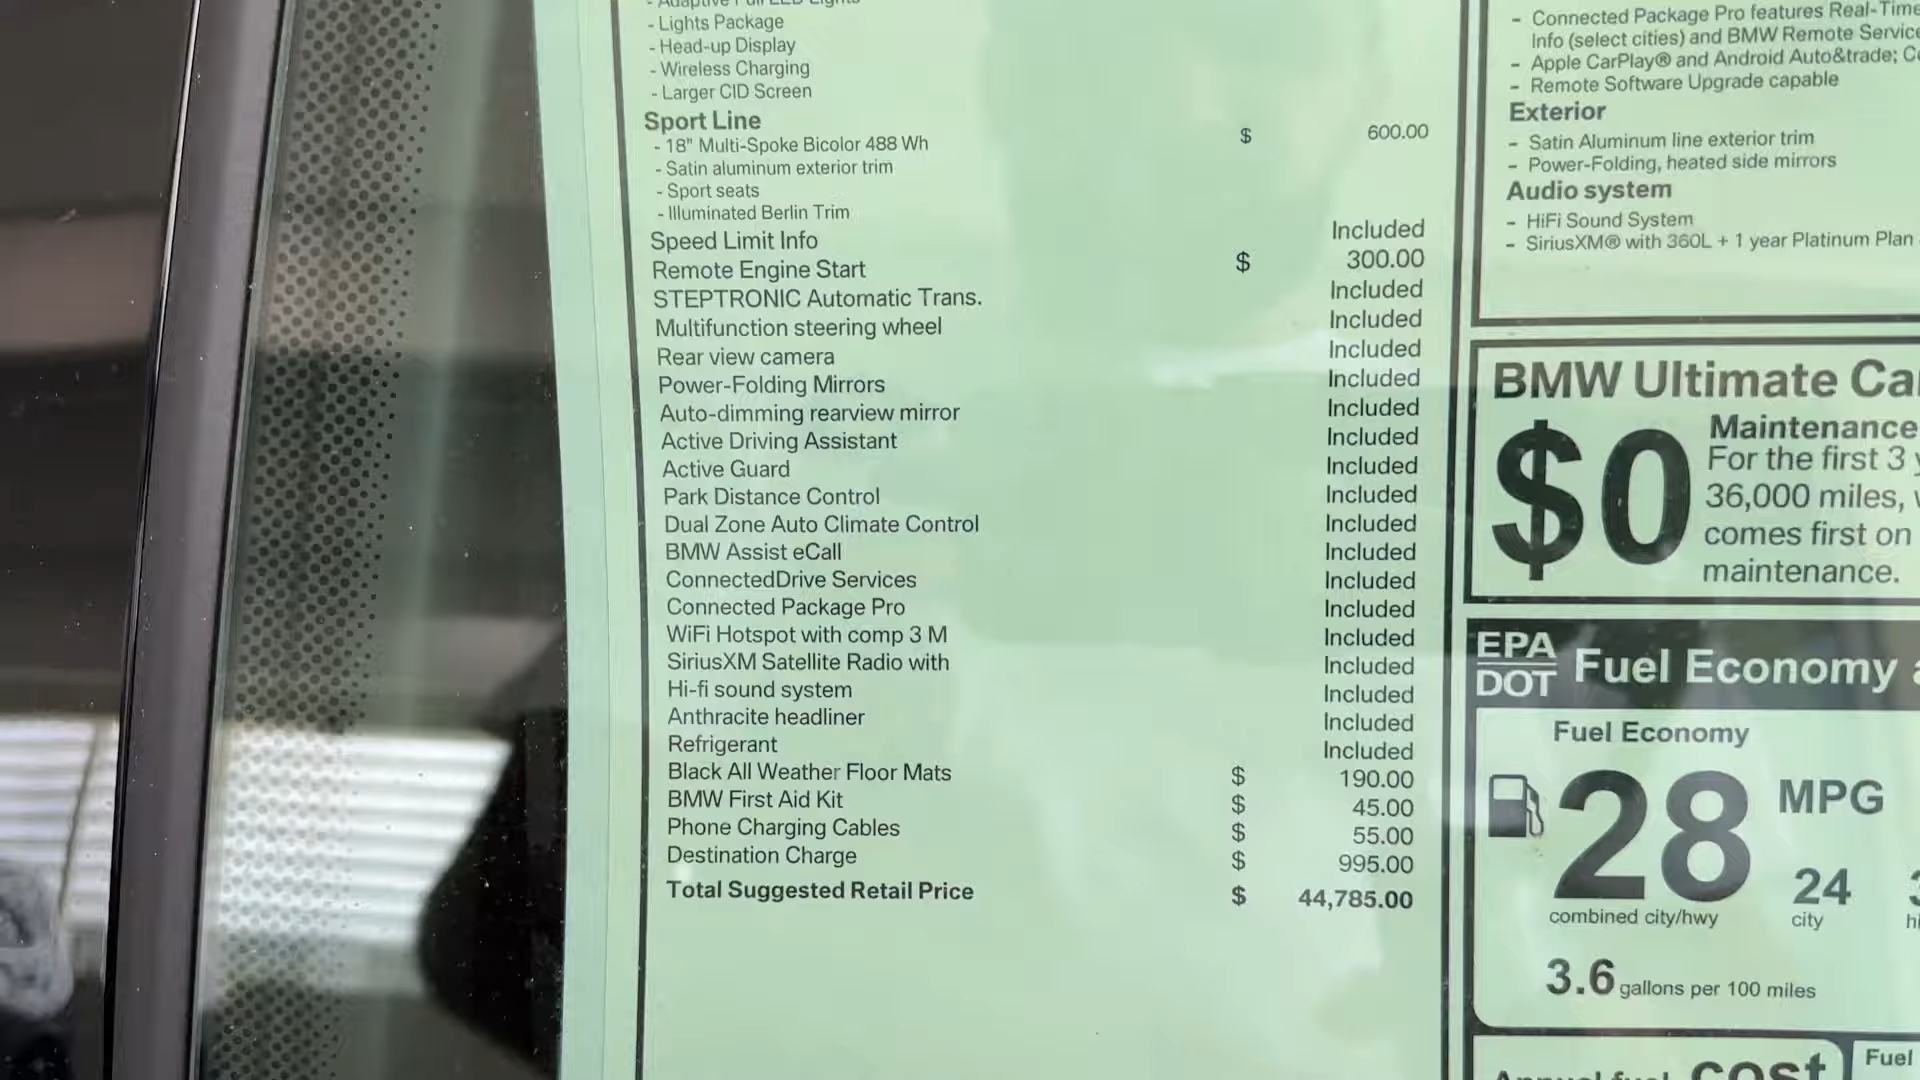 - Lights Package
- Head-up Display
- Wireless Charging
- Larger CID Screen
Sport Line $ 600.00
- 18" Multi-Spoke Bicolor 488 Wh
- Satin aluminum exterior trim
- Sport seats
- Illuminated Berlin Trim
Speed Limit Info Included
Remote Engine Start $ 300.00
STEPTRONIC Automatic Trans. Included
Multifunction steering wheel Included
Rear view camera Included
Power-Folding Mirrors Included
Auto-dimming rearview mirror Included
Active Driving Assistant Included
Active Guard Included
Park Distance Control Included
Dual Zone Auto Climate Control Included
BMW Assist eCall Included
ConnectedDrive Services Included
Connected Package Pro Included
WiFi Hotspot with comp 3 M Included
SiriusXM Satellite Radio with Included
Hi-fi sound system Included
Anthracite headliner Included
Refrigerant Included
Black All Weather Floor Mats $ 190.00
BMW First Aid Kit $ 45.00
Phone Charging Cables $ 55.00
Destination Charge $ 995.00
Total Suggested Retail Price $ 44,785.00
- Connected Package Pro features Real-Time
Info (select cities) and BMW Remote Service
- Apple CarPlay® and Android Auto&trade;
- Remote Software Upgrade capable
Exterior
- Satin Aluminum line exterior trim
- Power-Folding, heated side mirrors
Audio system
- HiFi Sound System
- SiriusXM® with 360L + 1 year Platinum Plan
BMW Ultimate Ca
$0
Maintenance
For the first 3
36,000 miles,
comes first on
maintenance.
EPA
DOT
Fuel Economy
Fuel Economy
28 MPG
combined city/hwy
24
city
3.6 gallons per 100 miles
cost
Fuel